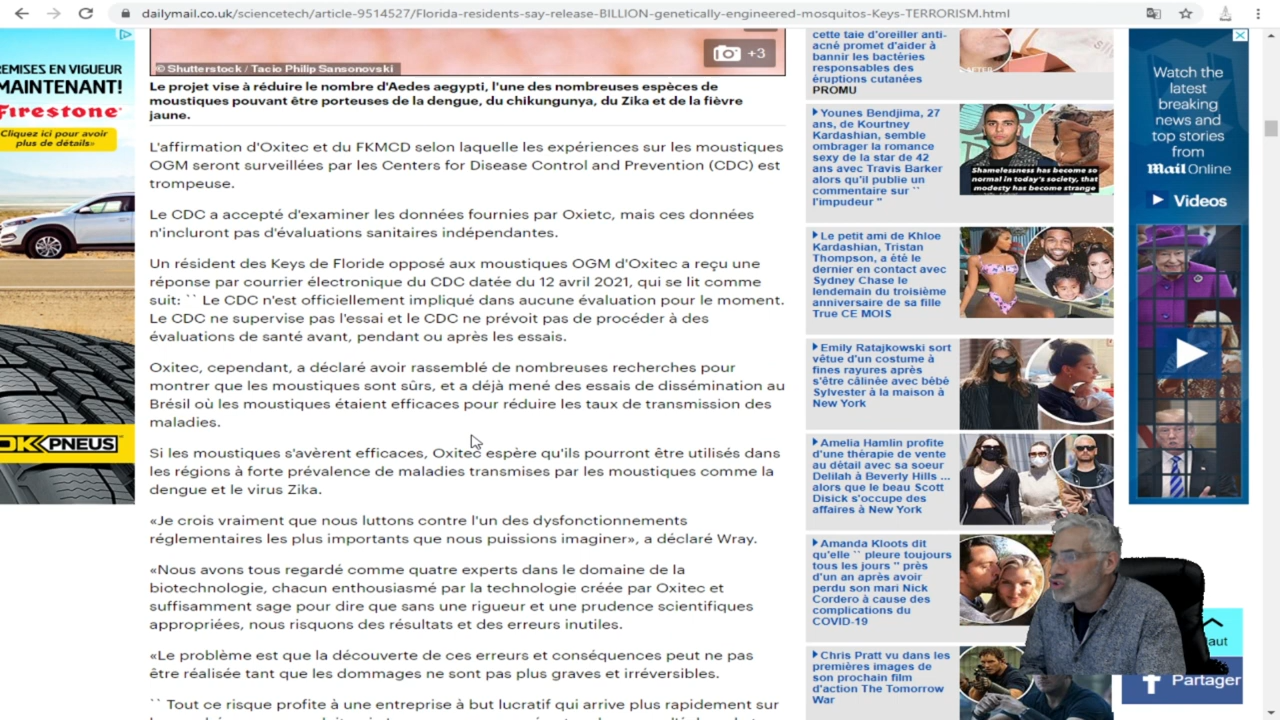 dailymail.co.uk/sciencetech/article-9514527/Florida-residents-say-release-BILLION-genetically-engineered-mosquitos-Keys-TERRORISM.html
REMISES EN VIGUEUR
MAINTENANT!
Firestone
Cliquez ici pour avoir
plus de détails»
OK PNEUS
+3
© Shutterstock / Tacio Philip Sansonovski
Le projet vise à réduire le nombre d'Aedes aegypti, l'une des nombreuses espèces de
moustiques pouvant être porteuses de la dengue, du chikungunya, du Zika et de la fièvre
jaune.
L'affirmation d'Oxitec et du FKMCD selon laquelle les expériences sur les moustiques
OGM seront surveillées par les Centers for Disease Control and Prevention (CDC) est
trompeuse.
Le CDC a accepté d'examiner les données fournies par Oxietc, mais ces données
n'incluront pas d'évaluations sanitaires indépendantes.
Un résident des Keys de Floride opposé aux moustiques OGM d'Oxitec a reçu une
réponse par courrier électronique du CDC datée du 12 avril 2021, qui se lit comme
suit: `` Le CDC n'est officiellement impliqué dans aucune évaluation pour le moment.
Le CDC ne supervise pas l'essai et le CDC ne prévoit pas de procéder à des
évaluations de santé avant, pendant ou après les essais.
Oxitec, cependant, a déclaré avoir rassemblé de nombreuses recherches pour
montrer que les moustiques sont sûrs, et a déjà mené des essais de dissémination au
Brésil où les moustiques étaient efficaces pour réduire les taux de transmission des
maladies.
Si les moustiques s'avèrent efficaces, Oxitec espère qu'ils pourront être utilisés dans
les régions à forte prévalence de maladies transmises par les moustiques comme la
dengue et le virus Zika.
«Je crois vraiment que nous luttons contre l'un des dysfonctionnements
réglementaires les plus importants que nous puissions imaginer», a déclaré Wray.
«Nous avons tous regardé comme quatre experts dans le domaine de la
biotechnologie, chacun enthousiasmé par la technologie créée par Oxitec et
suffisamment sage pour dire que sans une rigueur et une prudence scientifiques
appropriées, nous risquons des résultats et des erreurs inutiles.
«Le problème est que la découverte de ces erreurs et conséquences peut ne pas
être réalisée tant que les dommages ne sont pas plus graves et irréversibles.
`` Tout ce risque profite à une entreprise à but lucratif qui arrive plus rapidement sur
cette taie d'oreiller anti-
acné promet d'aider à
bannir les bactéries
responsables des
éruptions cutanées
PROMU
Younes Bendjima, 27
ans, de Kourtney
Kardashian, semble
ombrager la romance
sexy de la star de 42
ans avec Travis Barker
alors qu'il publie un
commentaire sur ``
l'impudeur ''
Shamelessness has become so
normal in today's society, that
modesty has become strange
Le petit ami de Khloe
Kardashian, Tristan
Thompson, a été le
dernier en contact avec
Sydney Chase le
lendemain du troisième
anniversaire de sa fille
True CE MOIS
Emily Ratajkowski sort
vêtue d'un costume à
fines rayures après
s'être câlinée avec bébé
Sylvester à la maison à
New York
Amelia Hamlin profite
d'une thérapie de vente
au détail avec sa soeur
Delilah à Beverly Hills ...
alors que le beau Scott
Disick s'occupe des
affaires à New York
Amanda Kloots dit
qu'elle `` pleure toujours
tous les jours '' près
d'un an après avoir
perdu son mari Nick
Cordero à cause des
complications du
COVID-19
Chris Pratt vu dans les
premières images de
son prochain film
d'action The Tomorrow
War
Watch the
latest
breaking
news and
top stories
from
Mail Online
Videos
aut
Partager